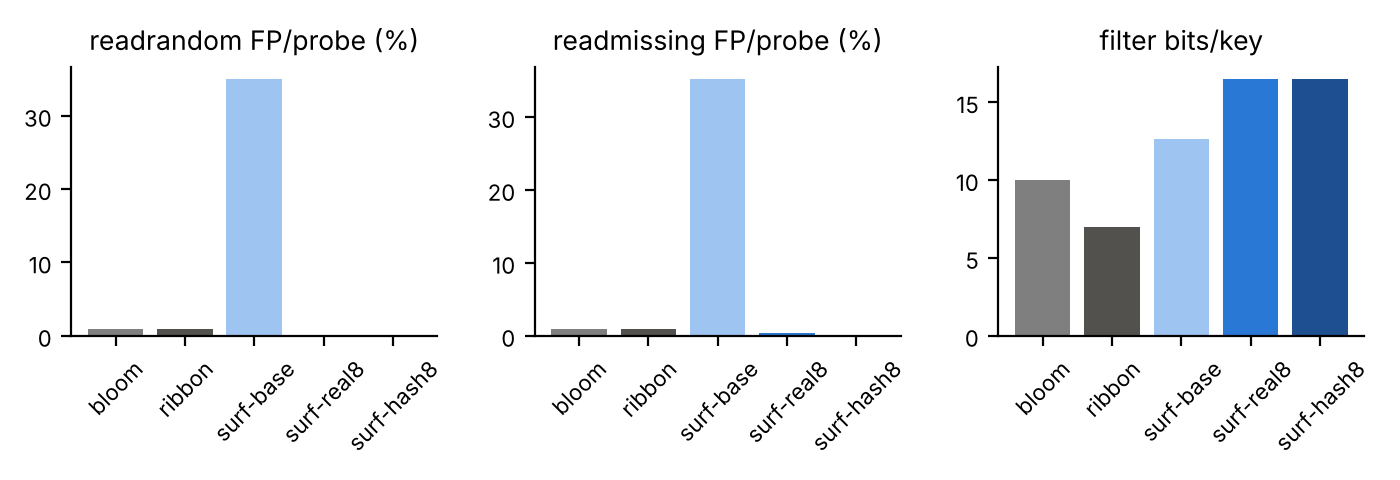 readrandom FP/probe (%)
30
20
10
0
bloom
ribbon
surf-base
surf-real8
surf-hash8
readmissing FP/probe (%)
30
20
10
0
bloom
ribbon
surf-base
surf-real8
surf-hash8
filter bits/key
15
10
5
0
bloom
ribbon
surf-base
surf-real8
surf-hash8